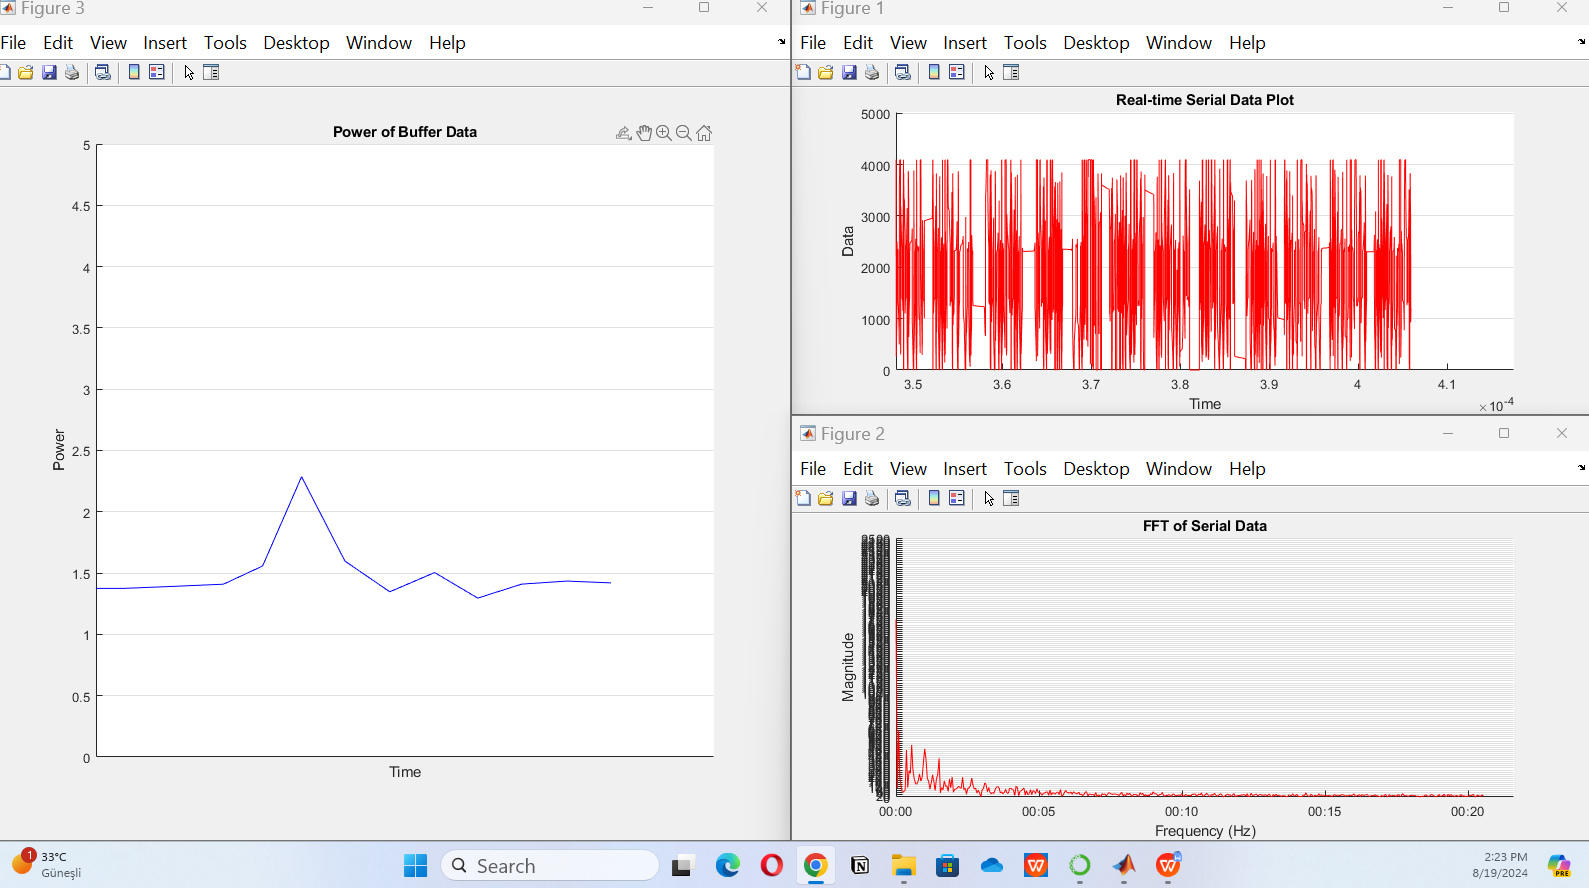 Figure 3
File Edit View Insert Tools Desktop Window Help
Power of Buffer Data
5
4.5
4
3.5
3
2.5
2
1.5
1
0.5
0
Power
Time
Figure 1
File Edit View Insert Tools Desktop Window Help
Real-time Serial Data Plot
5000
4000
3000
2000
1000
0
Data
3.5 3.6 3.7 3.8 3.9 4 4.1
Time
×10-4
Figure 2
File Edit View Insert Tools Desktop Window Help
FFT of Serial Data
Magnitude
00:00 00:05 00:10 00:15 00:20
Frequency (Hz)
1
33°C
Güneşli
Search
2:23 PM
8/19/2024
PRE